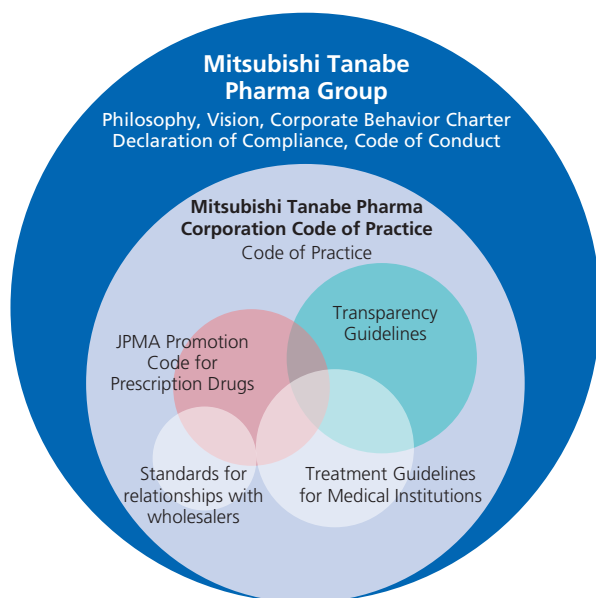 Mitsubishi Tanabe
Pharma Group
Philosophy, Vision, Corporate Behavior Charter
Declaration of Compliance, Code of Conduct
Mitsubishi Tanabe Pharma
Corporation Code of Practice
Code of Practice
Transparency
Guidelines
JPMA Promotion
Code for
Prescription Drugs
Standards for
relationships with
wholesalers
Treatment Guidelines
for Medical Institutions